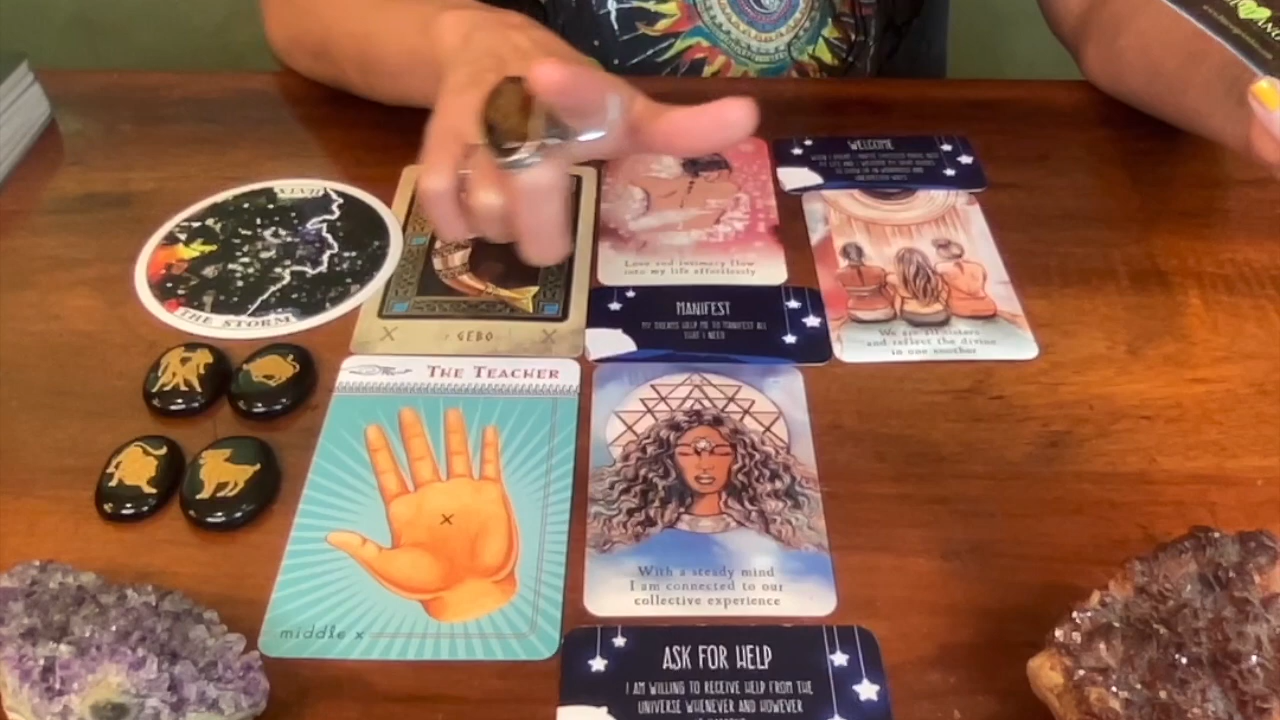 XVII
THE STORM
GEBO
Love and intimacy flow
into my life effortlessly
WELCOME
We are all sisters
and reflect the divine
in one another
MANIFEST
MY DREAMS HELP ME TO MANIFEST ALL
THAT I NEED
THE TEACHER
middle x
With a steady mind
I am connected to our
collective experience
ASK FOR HELP
I AM WILLING TO RECEIVE HELP FROM THE
UNIVERSE WHENEVER AND HOWEVER